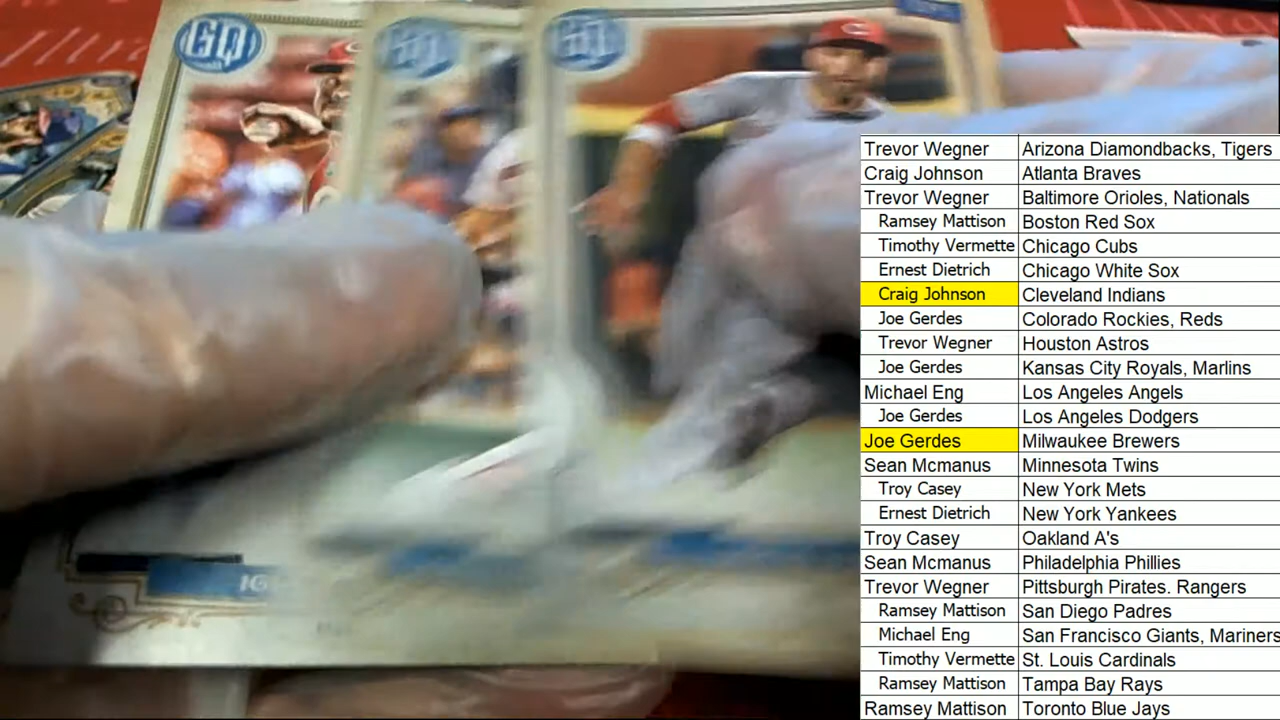 GQ
GQ
GQ
Trevor Wegner Arizona Diamondbacks, Tigers
Craig Johnson Atlanta Braves
Trevor Wegner Baltimore Orioles, Nationals
Ramsey Mattison Boston Red Sox
Timothy Vermette Chicago Cubs
Ernest Dietrich Chicago White Sox
Craig Johnson Cleveland Indians
Joe Gerdes Colorado Rockies, Reds
Trevor Wegner Houston Astros
Joe Gerdes Kansas City Royals, Marlins
Michael Eng Los Angeles Angels
Joe Gerdes Los Angeles Dodgers
Joe Gerdes Milwaukee Brewers
Sean Mcmanus Minnesota Twins
Troy Casey New York Mets
Ernest Dietrich New York Yankees
Troy Casey Oakland A's
Sean Mcmanus Philadelphia Phillies
Trevor Wegner Pittsburgh Pirates. Rangers
Ramsey Mattison San Diego Padres
Michael Eng San Francisco Giants, Mariners
Timothy Vermette St. Louis Cardinals
Ramsey Mattison Tampa Bay Rays
Ramsey Mattison Toronto Blue Jays